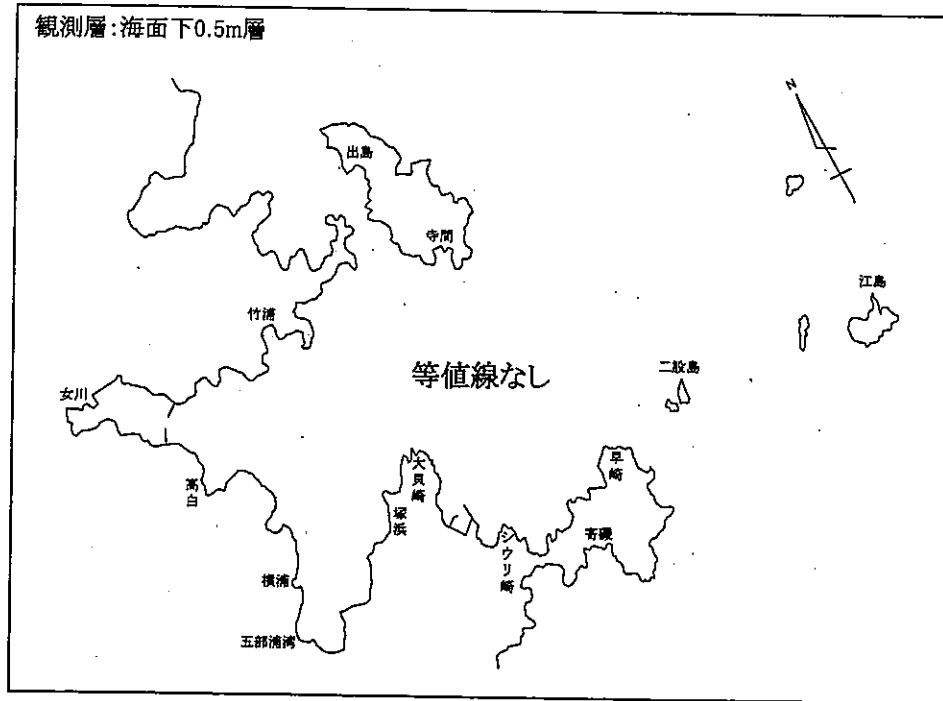 観測層:海面下0.5m層
N
出島
寺間
江島
竹浦
等値線なし
二股島
女川
大貝崎
早崎
高白
塚浜
シウリ崎
寄磯
横浦
五部浦湾